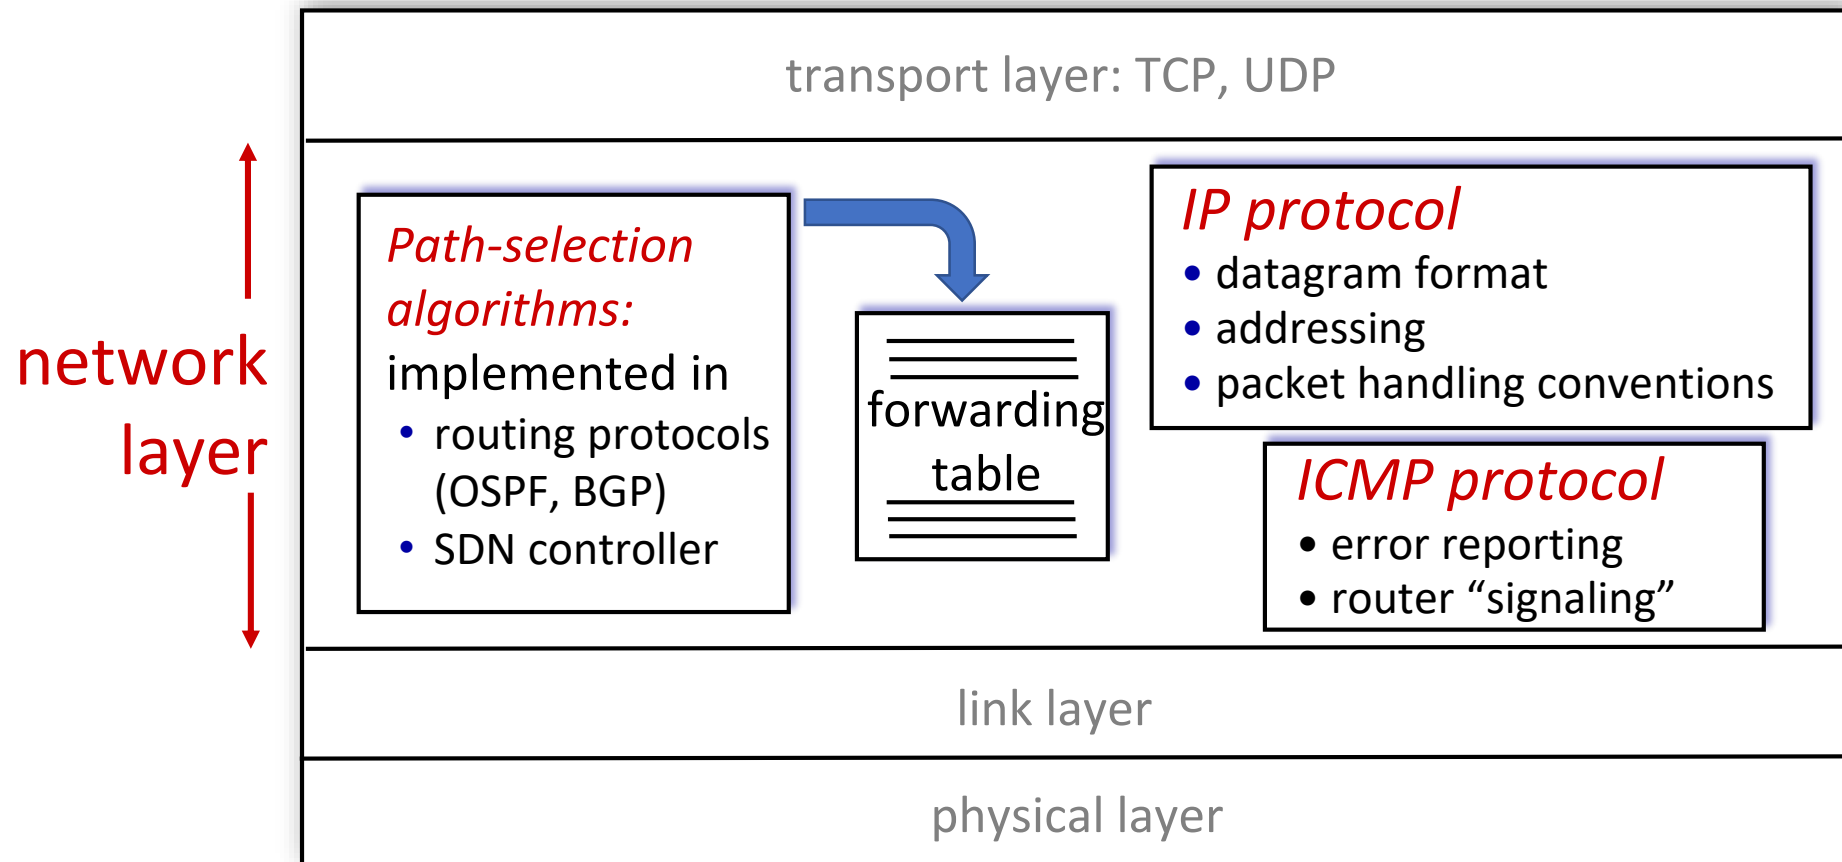 transport layer: TCP, UDP
network
layer
Path-selection
algorithms:
implemented in
• routing protocols
(OSPF, BGP)
• SDN controller
forwarding
table
IP protocol
• datagram format
• addressing
• packet handling conventions
ICMP protocol
• error reporting
• router “signaling”
link layer
physical layer